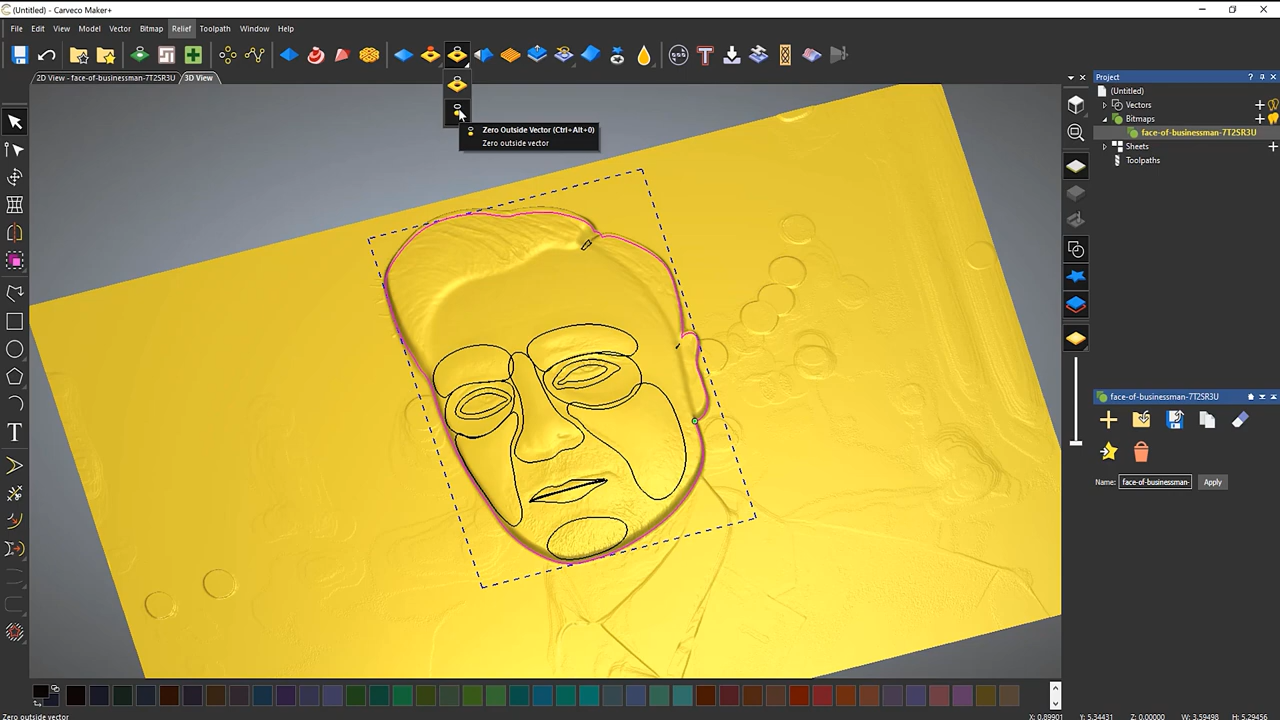 (Untitled) - Carveco Maker+
File Edit View Model Vector Bitmap Relief Toolpath Window Help
2D View - face-of-businessman-7T2SR3U
3D View
Zero Outside Vector (Ctrl+Alt+0)
Zero outside vector
Project
(Untitled)
Vectors
Bitmaps
face-of-businessman-7T2SR3U
Sheets
Toolpaths
face-of-businessman-7T2SR3U
Name: face-of-businessman- Apply
Zero outside vector
X: 0.89901 Y: 5.34431 Z: 0.00000 W: 3.59498 H: 5.29456